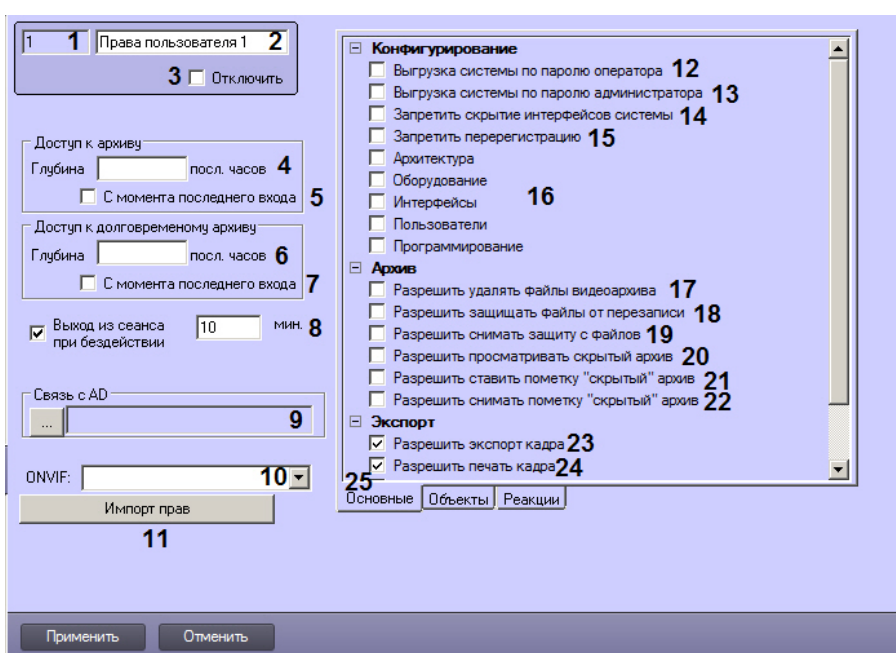 1 1 Права пользователя 1 2
3 Отключить
Доступ к архиву
Глубина посл. часов 4
С момента последнего входа 5
Доступ к долговременому архиву
Глубина посл. часов 6
С момента последнего входа 7
Выход из сеанса при бездействии 10 мин. 8
Связь с AD
... 9
ONVIF: 10
Импорт прав
11
Конфигурирование
Выгрузка системы по паролю оператора 12
Выгрузка системы по паролю администратора 13
Запретить скрытие интерфейсов системы 14
Запретить перерегистрацию 15
Архитектура
Оборудование
Интерфейсы 16
Пользователи
Программирование
Архив
Разрешить удалять файлы видеоархива 17
Разрешить защищать файлы от перезаписи 18
Разрешить снимать защиту с файлов 19
Разрешить просматривать скрытый архив 20
Разрешить ставить пометку "скрытый" архив 21
Разрешить снимать пометку "скрытый" архив 22
Экспорт
Разрешить экспорт кадра 23
Разрешить печать кадра 24
25
Основные Объекты Реакции
Применить Отменить